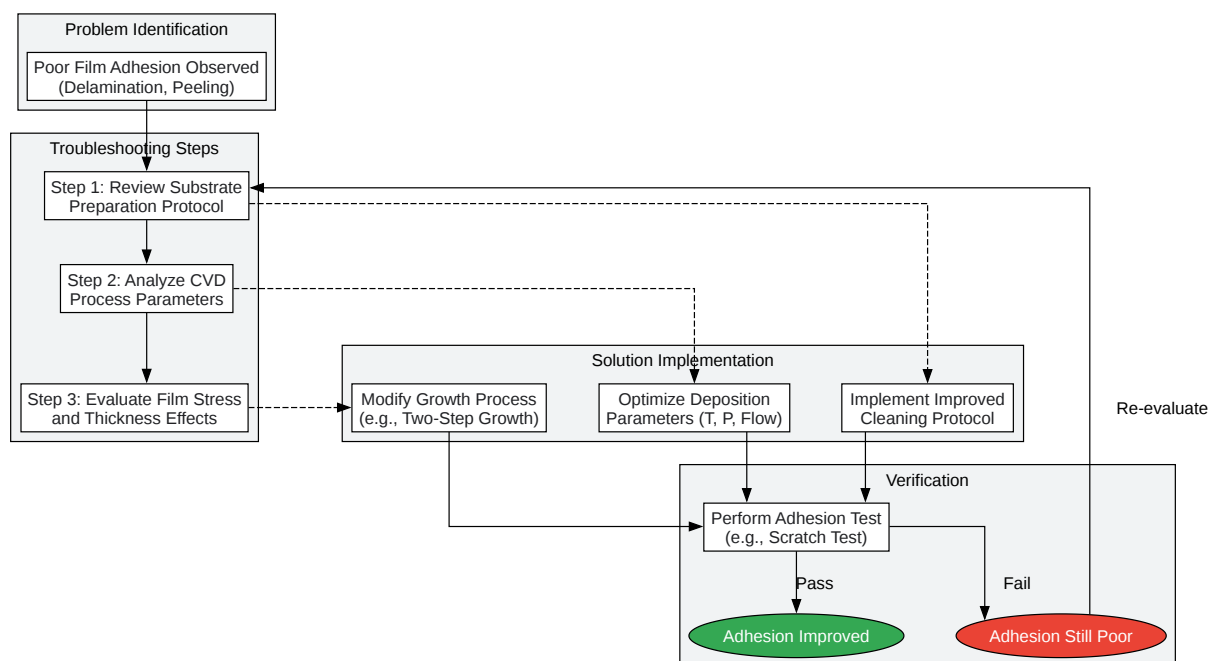 Problem Identification
Poor Film Adhesion Observed
(Delamination, Peeling)
Troubleshooting Steps
Step 1: Review Substrate
Preparation Protocol
Step 2: Analyze CVD
Process Parameters
Step 3: Evaluate Film Stress
and Thickness Effects
Solution Implementation
Modify Growth Process
(e.g., Two-Step Growth)
Optimize Deposition
Parameters (T, P, Flow)
Implement Improved
Cleaning Protocol
Re-evaluate
Verification
Perform Adhesion Test
(e.g., Scratch Test)
Pass
Fail
Adhesion Improved
Adhesion Still Poor